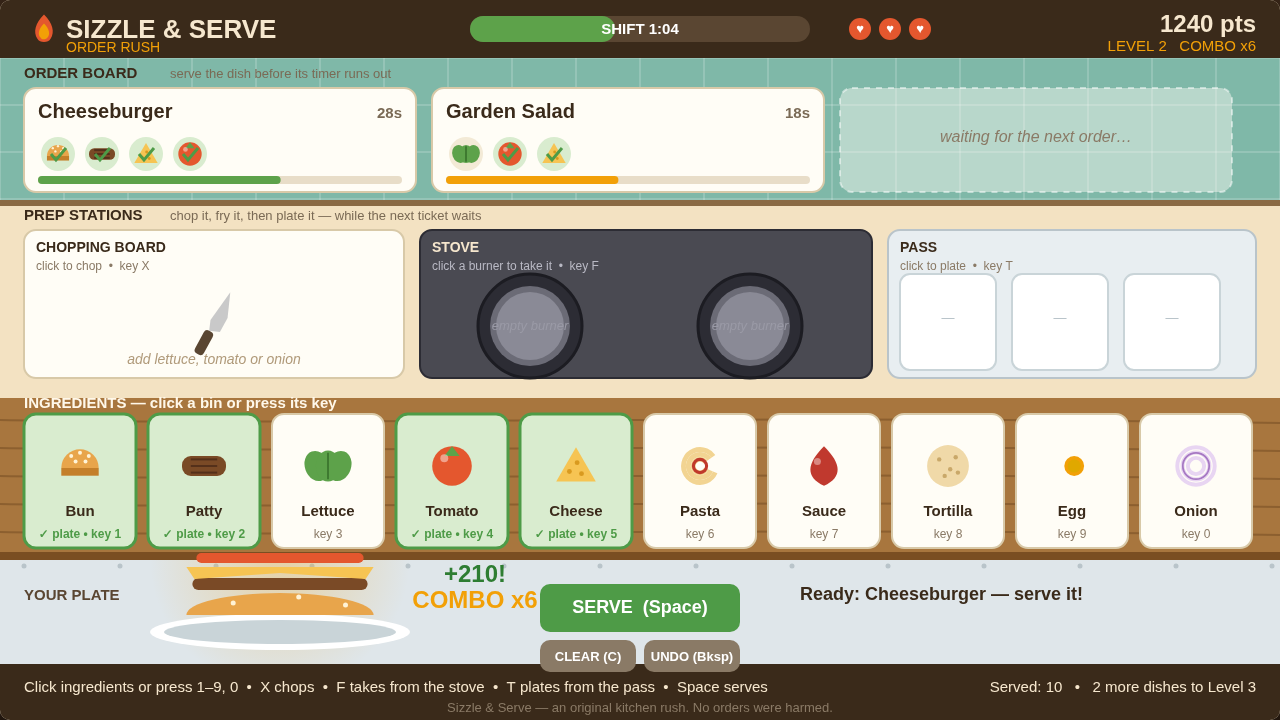 SIZZLE & SERVE
ORDER RUSH
SHIFT 1:04
1240 pts
LEVEL 2 COMBO x6
ORDER BOARD serve the dish before its timer runs out
Cheeseburger 28s
Garden Salad 18s
waiting for the next order…
PREP STATIONS chop it, fry it, then plate it — while the next ticket waits
CHOPPING BOARD
click to chop • key X
add lettuce, tomato or onion
STOVE
click a burner to take it • key F
empty burner empty burner
PASS
click to plate • key T
— — —
INGREDIENTS — click a bin or press its key
Bun Patty Lettuce Tomato Cheese Pasta Sauce Tortilla Egg Onion
✓ plate • key 1 ✓ plate • key 2 key 3 ✓ plate • key 4 ✓ plate • key 5 key 6 key 7 key 8 key 9 key 0
YOUR PLATE
+210!
COMBO x6
SERVE (Space)
CLEAR (C) UNDO (Bksp)
Ready: Cheeseburger — serve it!
Click ingredients or press 1–9, 0 • X chops • F takes from the stove • T plates from the pass • Space serves
Served: 10 • 2 more dishes to Level 3
Sizzle & Serve — an original kitchen rush. No orders were harmed.